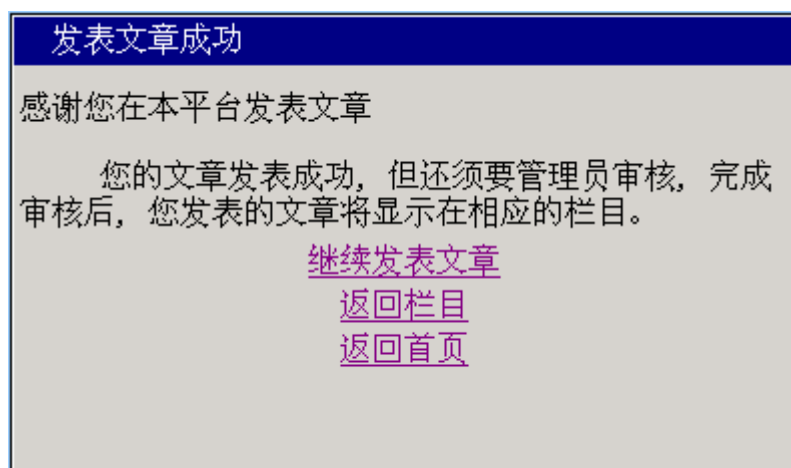 发表文章成功
感谢您在本平台发表文章
您的文章发表成功, 但还须要管理员审核, 完成
审核后, 您发表的文章将显示在相应的栏目。
继续发表文章
返回栏目
返回首页